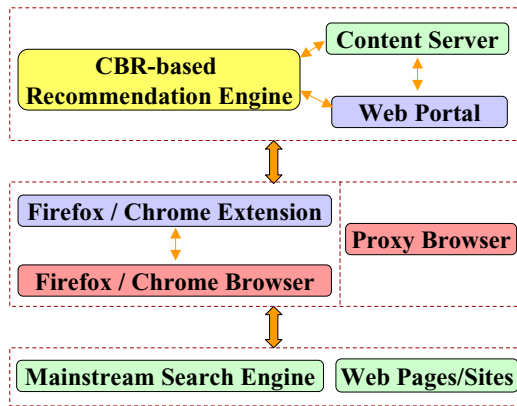 Content Server
CBR-based
Recommendation Engine
Web Portal
Firefox / Chrome Extension
Proxy Browser
Firefox / Chrome Browser
Mainstream Search Engine
Web Pages/Sites